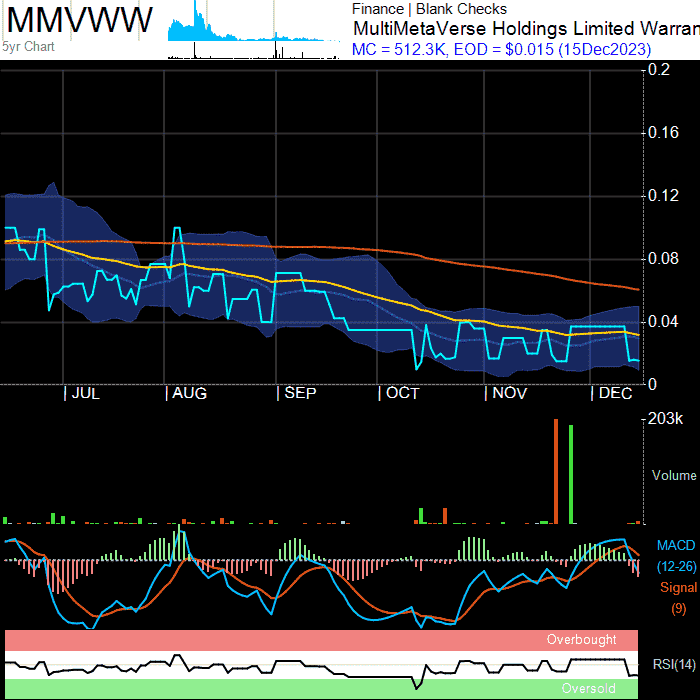 MMVWW
5yr Chart
Finance | Blank Checks
MultiMetaVerse Holdings Limited Warran
MC = 512.3K, EOD = $0.015 (15Dec2023)
0.2
0.16
0.12
0.08
0.04
0
| JUL | AUG | SEP | OCT | NOV | DEC
203k
Volume
MACD
(12-26)
Signal
(9)
Overbought
RSI(14)
Oversold